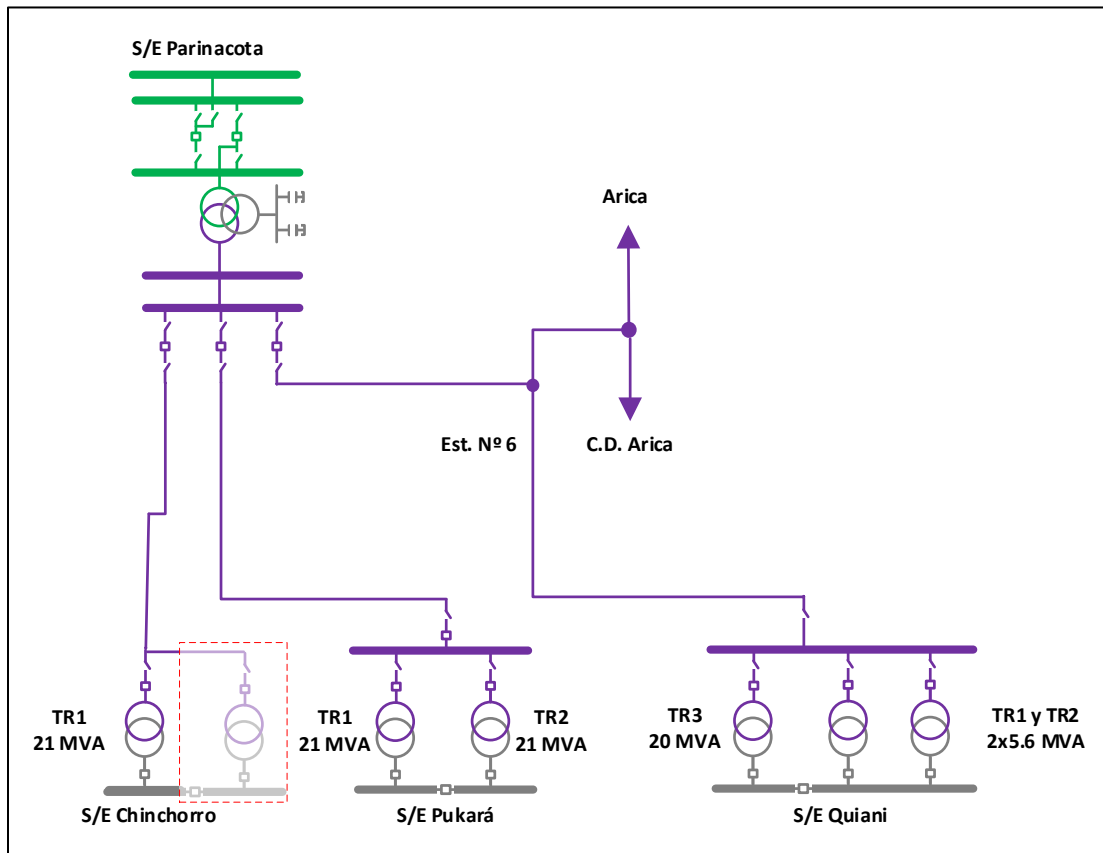 S/E Parinacota
Arica
Est. Nº 6
C.D. Arica
TR1
21 MVA
TR1
21 MVA
TR2
21 MVA
TR3
20 MVA
TR1 y TR2
2x5.6 MVA
S/E Chinchorro
S/E Pukará
S/E Quiani